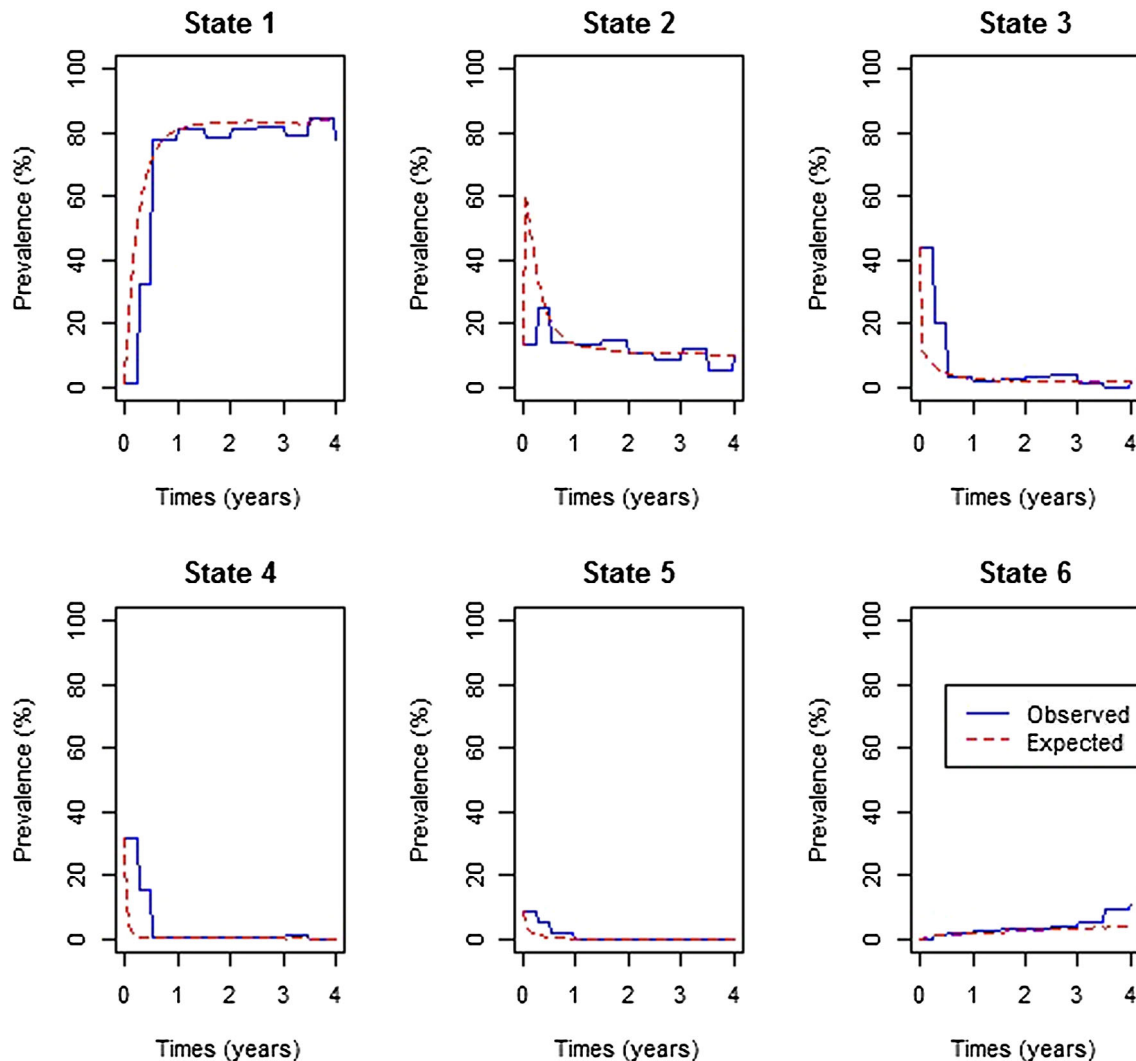 State 1
Prevalence (%)
100
80
60
40
20
0
0 1 2 3 4
Times (years)
State 2
Prevalence (%)
100
80
60
40
20
0
0 1 2 3 4
Times (years)
State 3
Prevalence (%)
100
80
60
40
20
0
0 1 2 3 4
Times (years)
State 4
Prevalence (%)
100
80
60
40
20
0
0 1 2 3 4
Times (years)
State 5
Prevalence (%)
100
80
60
40
20
0
0 1 2 3 4
Times (years)
State 6
Prevalence (%)
100
80
60
40
20
0
Observed
Expected
0 1 2 3 4
Times (years)